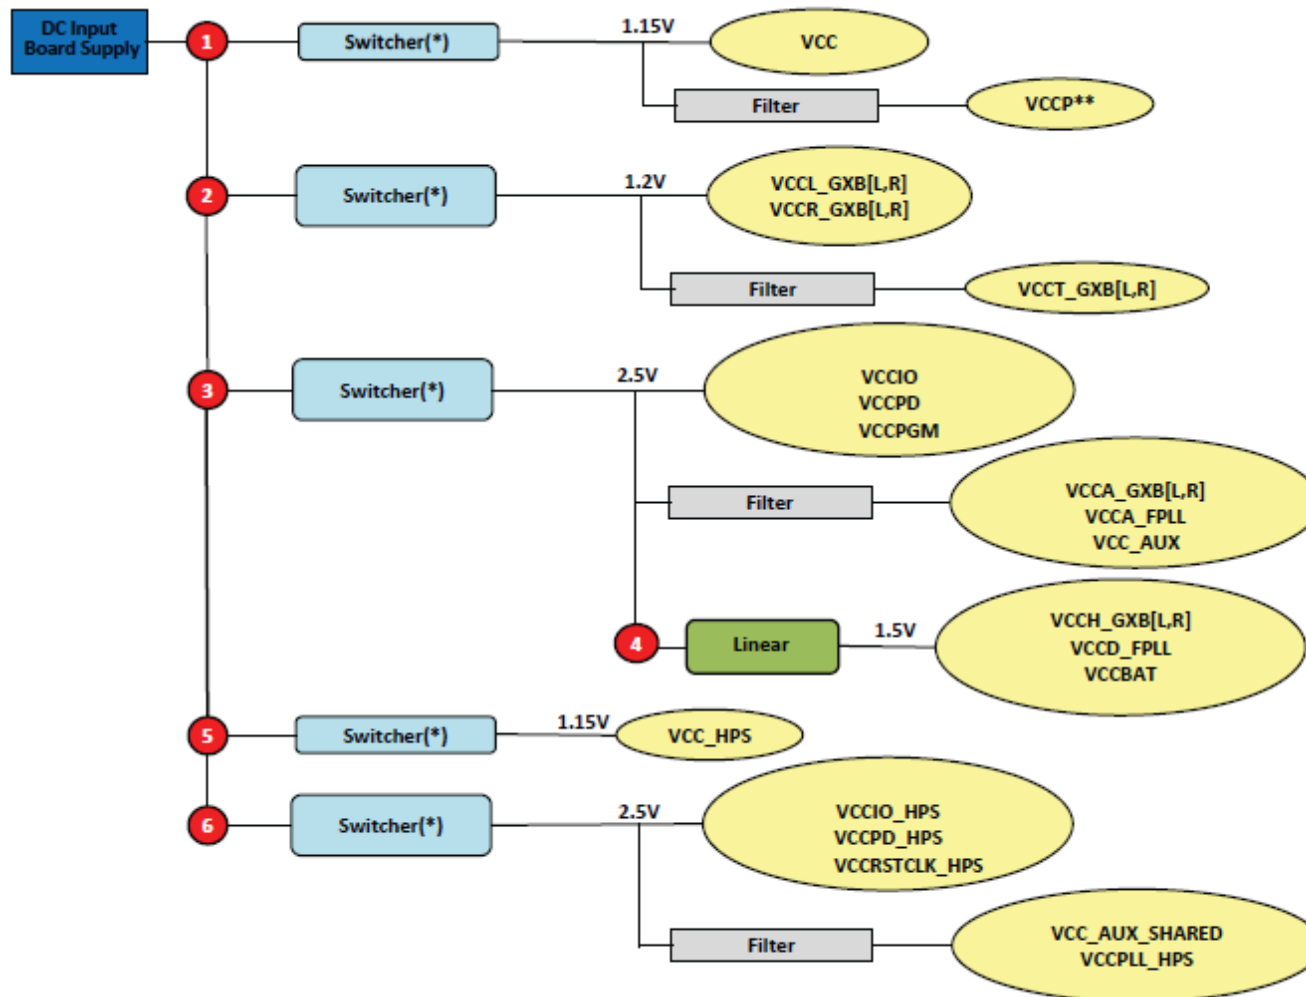 DC Input
Board Supply
1
Switcher(*)
1.15V
VCC
Filter
VCCP**
2
Switcher(*)
1.2V
VCCL_GXB[L,R]
VCCR_GXB[L,R]
Filter
VCCT_GXB[L,R]
3
Switcher(*)
2.5V
VCCIO
VCCPD
VCCPGM
Filter
VCCA_GXB[L,R]
VCCA_FPLL
VCC_AUX
4
Linear
1.5V
VCCH_GXB[L,R]
VCCD_FPLL
VCCBAT
5
Switcher(*)
1.15V
VCC_HPS
6
Switcher(*)
2.5V
VCCIO_HPS
VCCPD_HPS
VCCRSTCLK_HPS
Filter
VCC_AUX_SHARED
VCCPLL_HPS